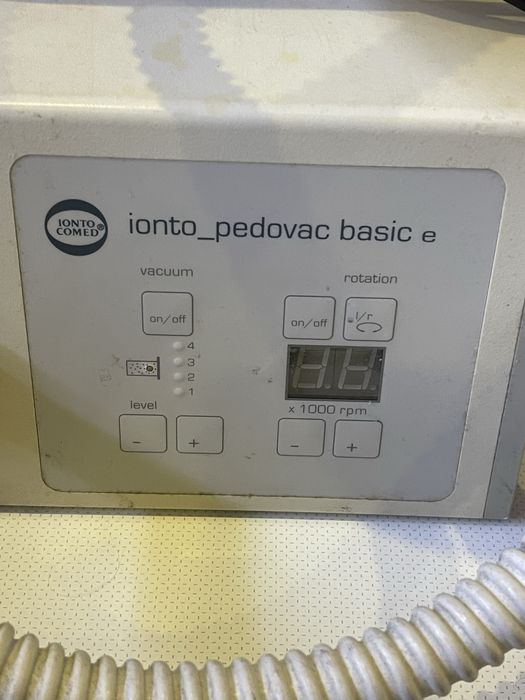 IONTO
COMED®
ionto_pedovac basic e
vacuum
rotation
on/off
on/off
l/r
4
3
2
1
level
x 1000 rpm
- +
- +